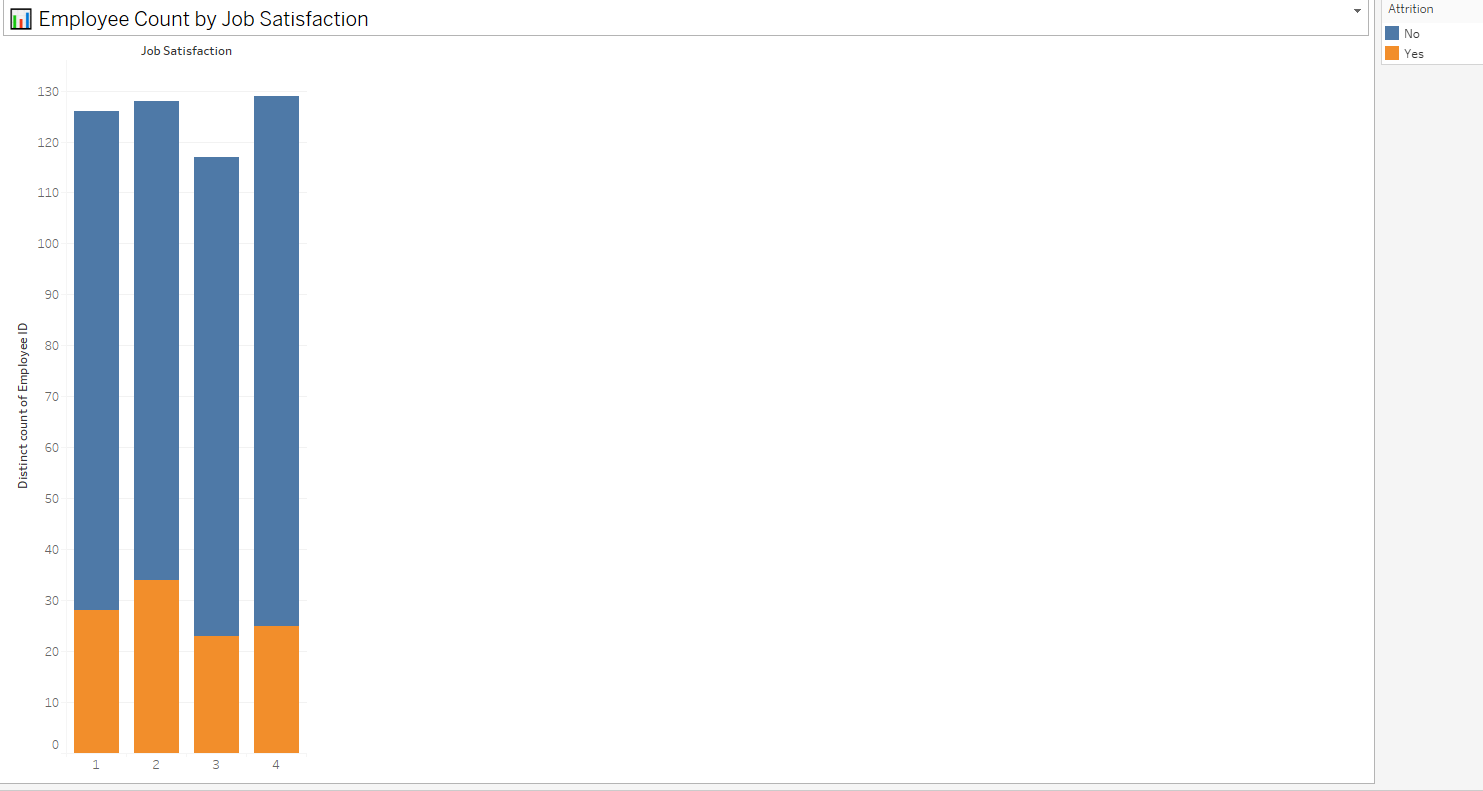 Employee Count by Job Satisfaction
Attrition
No
Yes
Job Satisfaction
Distinct count of Employee ID
130
120
110
100
90
80
70
60
50
40
30
20
10
0
1 2 3 4